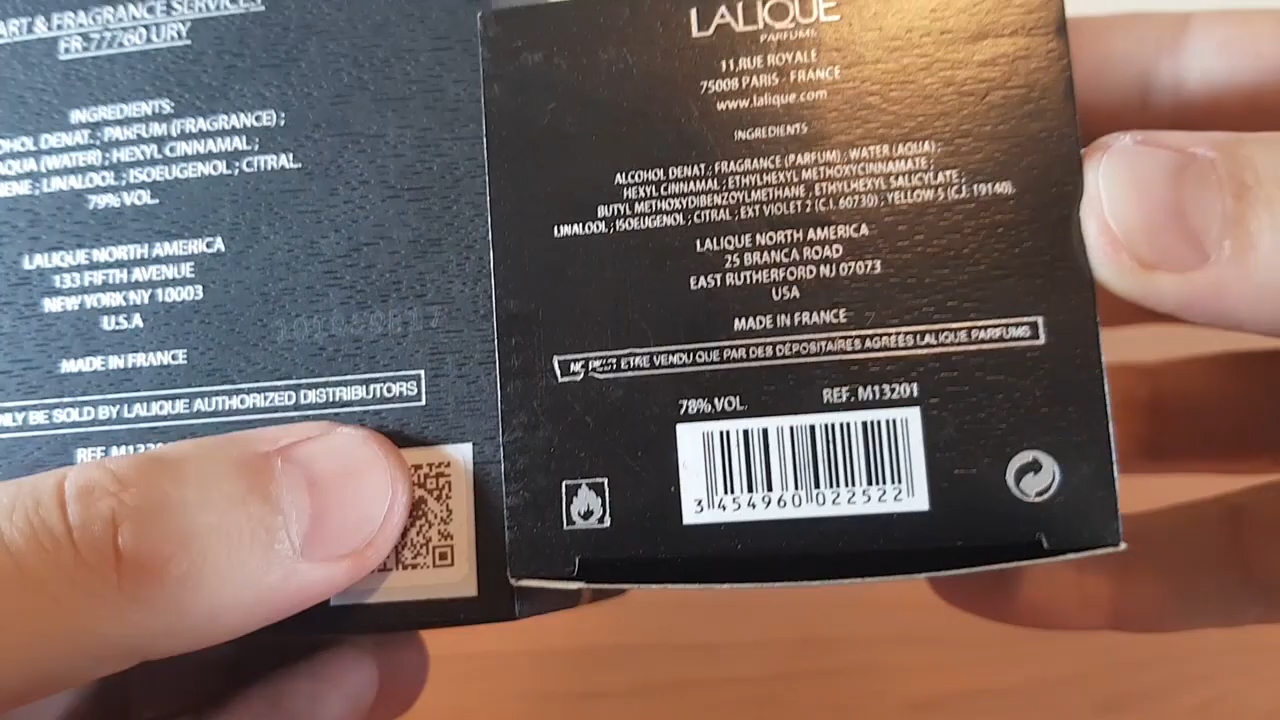 ART & FRAGRANCE SERVICES
FR-77760 URY
INGREDIENTS:
DENAT.; PARFUM (FRAGRANCE) ;
AQUA (WATER) ; HEXYL CINNAMAL ;
LINALOOL ; ISOEUGENOL ; CITRAL.
79% VOL.
LALIQUE NORTH AMERICA
133 FIFTH AVENUE
NEW YORK NY 10003
U.S.A
MADE IN FRANCE
ONLY BE SOLD BY LALIQUE AUTHORIZED DISTRIBUTORS
REF.
LALIQUE
PARFUMS
11, RUE ROYALE
75008 PARIS - FRANCE
www.lalique.com
INGREDIENTS
ALCOHOL DENAT.; FRAGRANCE (PARFUM) ; WATER (AQUA) ;
HEXYL CINNAMAL ; ETHYLHEXYL METHOXYCINNAMATE ;
BUTYL METHOXYDIBENZOYLMETHANE , ETHYLHEXYL SALICYLATE ;
LINALOOL ; ISOEUGENOL ; CITRAL ; EXT VIOLET 2 (C.I. 60730) ; YELLOW 5 (C.I. 19140).
LALIQUE NORTH AMERICA
25 BRANCA ROAD
EAST RUTHERFORD NJ 07073
USA
MADE IN FRANCE
NE PEUT ETRE VENDU QUE PAR DES DÉPOSITAIRES AGRÉÉS LALIQUE PARFUMS
78% VOL. REF. M13201
3 454960 022522